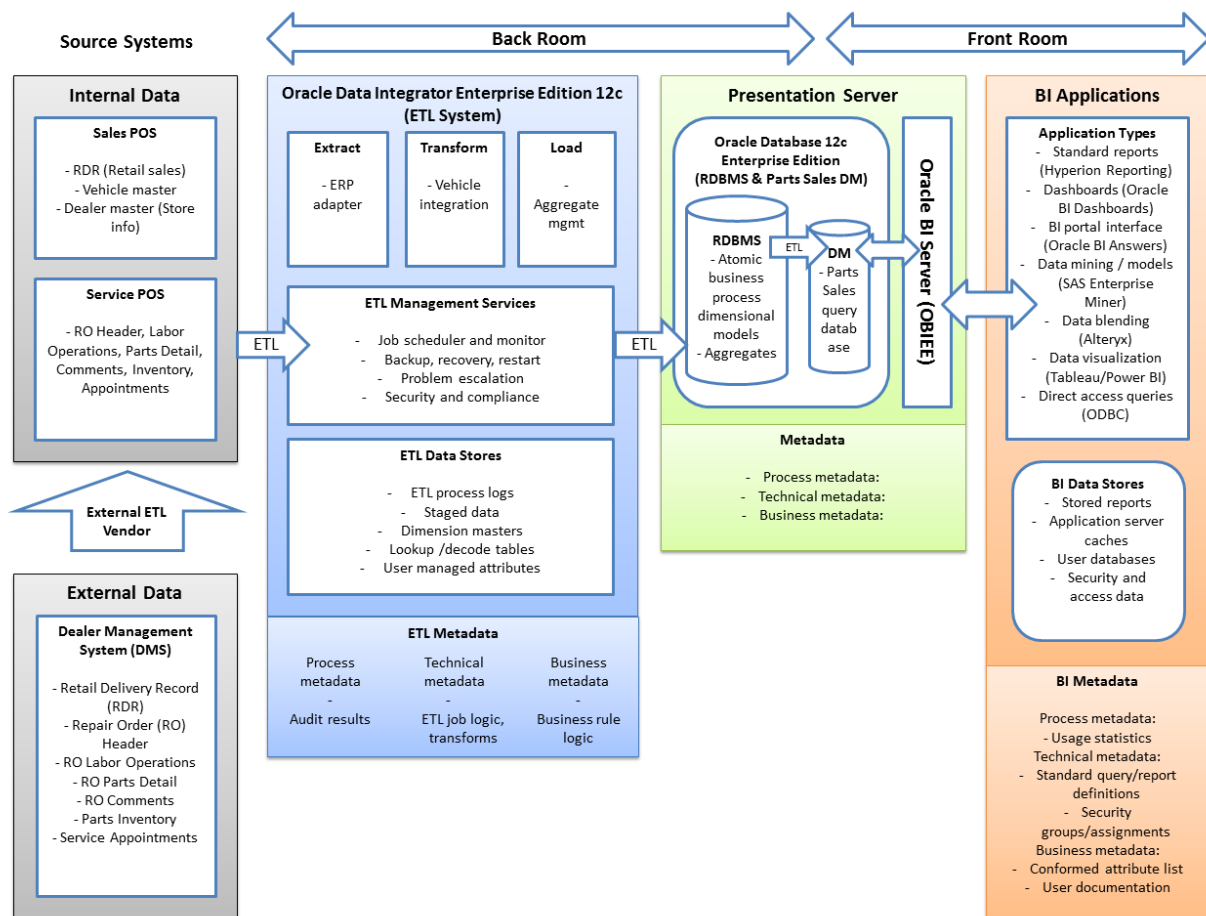 Source Systems
Back Room
Front Room
Internal Data
Sales POS
- RDR (Retail sales)
- Vehicle master
- Dealer master (Store
info)
Service POS
- RO Header, Labor
Operations, Parts Detail,
Comments, Inventory,
Appointments
External ETL
Vendor
External Data
Dealer Management
System (DMS)
- Retail Delivery Record
(RDR)
- Repair Order (RO)
Header
- RO Labor Operations
- RO Parts Detail
- RO Comments
- Parts Inventory
- Service Appointments
ETL
Oracle Data Integrator Enterprise Edition 12c
(ETL System)
Extract
- ERP
adapter
Transform
- Vehicle
integration
Load
-
Aggregate
mgmt
ETL Management Services
- Job scheduler and monitor
- Backup, recovery, restart
- Problem escalation
- Security and compliance
ETL Data Stores
- ETL process logs
- Staged data
- Dimension masters
- Lookup /decode tables
- User managed attributes
ETL Metadata
Process
metadata
-
Audit results
Technical
metadata
-
ETL job logic,
transforms
Business
metadata
-
Business rule
logic
ETL
Presentation Server
Oracle Database 12c
Enterprise Edition
(RDBMS & Parts Sales DM)
RDBMS
- Atomic
business
process
dimensional
models
- Aggregates
ETL
DM
- Parts
Sales
query
datab
ase
Oracle BI Server (OBIEE)
Metadata
- Process metadata:
- Technical metadata:
- Business metadata:
BI Applications
Application Types
- Standard reports
(Hyperion Reporting)
- Dashboards (Oracle
BI Dashboards)
- BI portal interface
(Oracle BI Answers)
- Data mining / models
(SAS Enterprise
Miner)
- Data blending
(Alteryx)
- Data visualization
(Tableau/Power BI)
- Direct access queries
(ODBC)
BI Data Stores
- Stored reports
- Application server
caches
- User databases
- Security and
access data
BI Metadata
Process metadata:
- Usage statistics
Technical metadata:
- Standard query/report
definitions
- Security
groups/assignments
Business metadata:
- Conformed attribute list
- User documentation